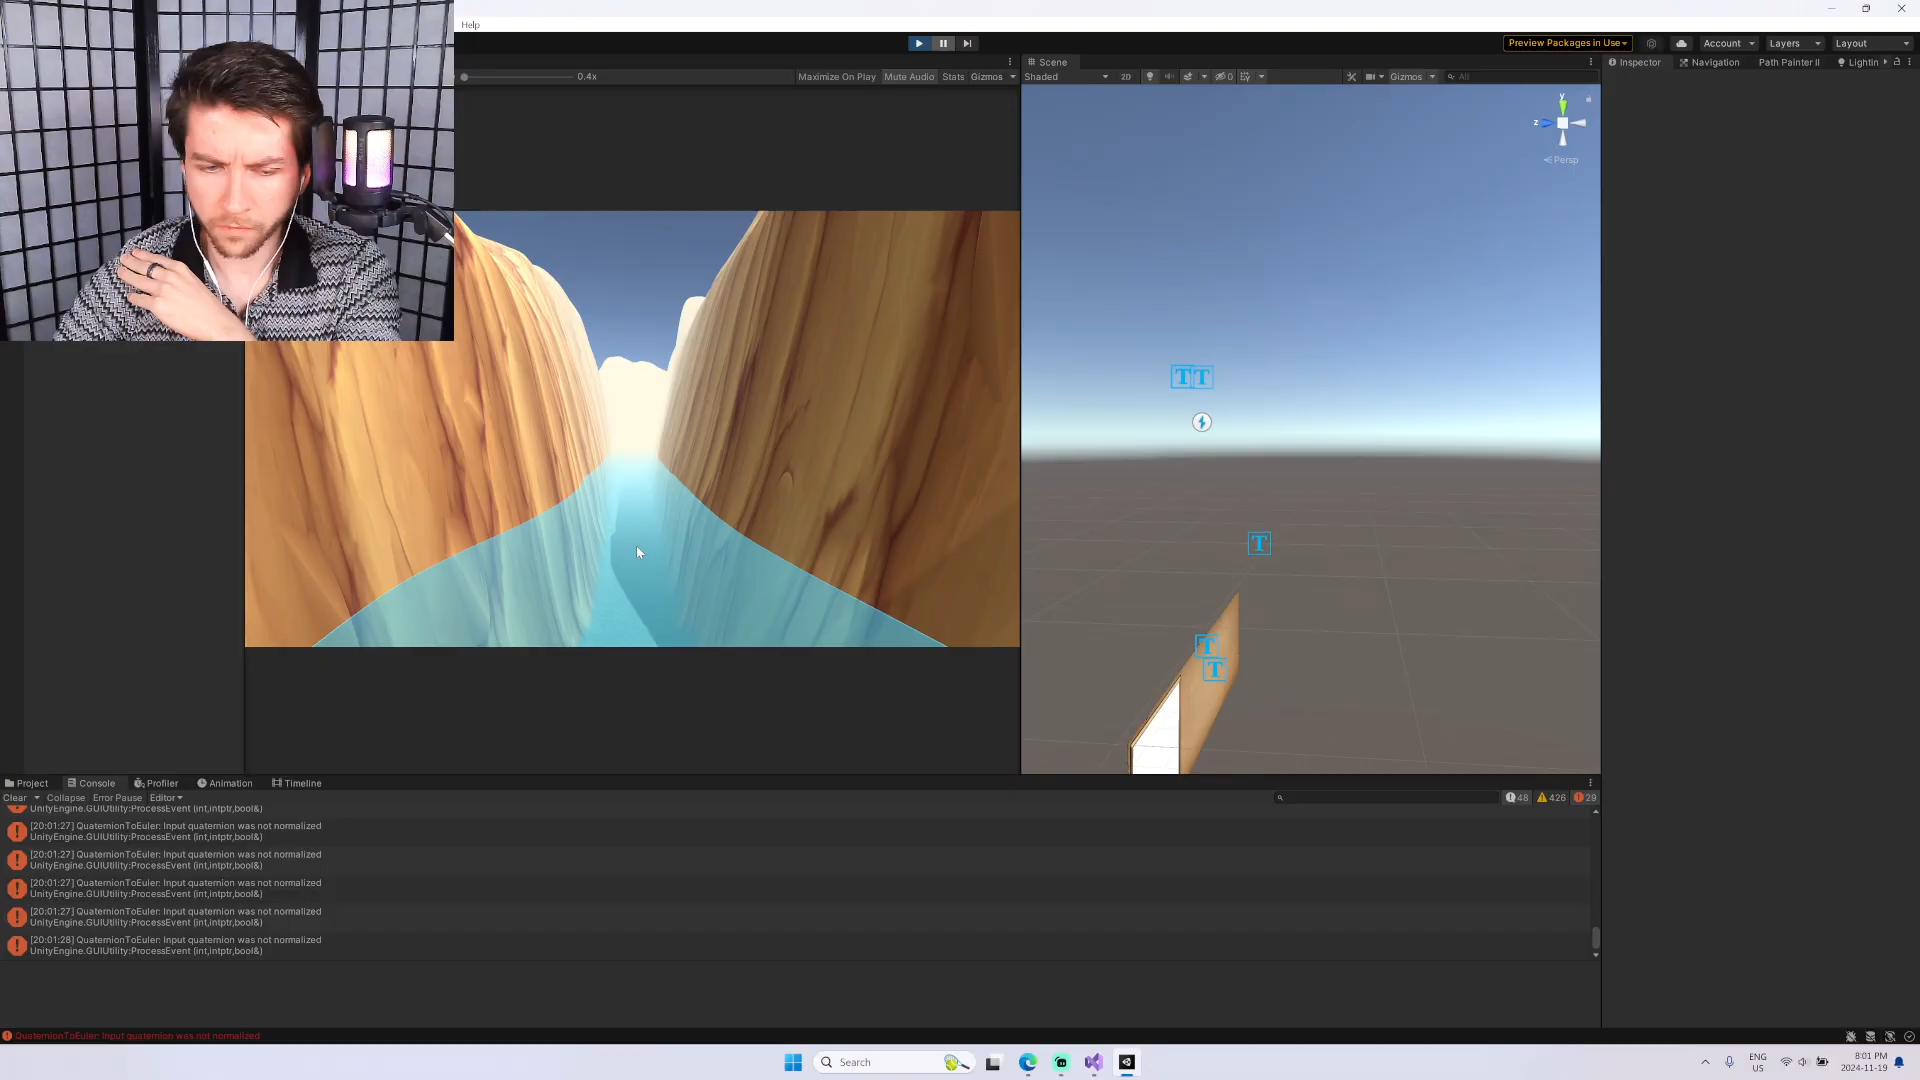 Help
Preview Packages in Use
Account
Layers
Layout
0.4x
Maximize On Play
Mute Audio
Stats
Gizmos
Scene
Shaded
2D
0
Gizmos
All
Inspector
Navigation
Path Painter II
Lightin
y
z
Persp
T T
T
T
T
Project
Console
Profiler
Animation
Timeline
Clear
Collapse
Error Pause
Editor
48
426
29
UnityEngine.GUIUtility:ProcessEvent (int,intptr,bool&)
[20:01:27] QuaternionToEuler: Input quaternion was not normalized
UnityEngine.GUIUtility:ProcessEvent (int,intptr,bool&)
[20:01:27] QuaternionToEuler: Input quaternion was not normalized
UnityEngine.GUIUtility:ProcessEvent (int,intptr,bool&)
[20:01:27] QuaternionToEuler: Input quaternion was not normalized
UnityEngine.GUIUtility:ProcessEvent (int,intptr,bool&)
[20:01:27] QuaternionToEuler: Input quaternion was not normalized
UnityEngine.GUIUtility:ProcessEvent (int,intptr,bool&)
[20:01:28] QuaternionToEuler: Input quaternion was not normalized
UnityEngine.GUIUtility:ProcessEvent (int,intptr,bool&)
QuaternionToEuler: Input quaternion was not normalized
Search
ENG
US
8:01 PM
2024-11-19